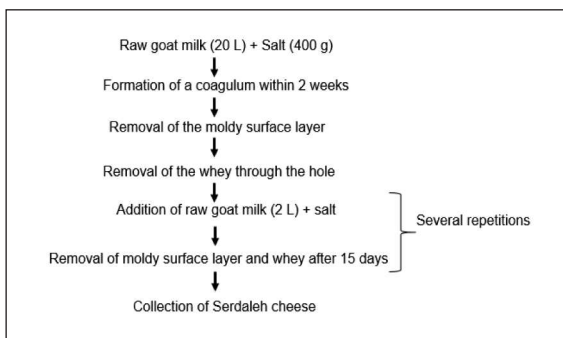 Raw goat milk (20 L) + Salt (400 g)
Formation of a coagulum within 2 weeks
Removal of the moldy surface layer
Removal of the whey through the hole
Addition of raw goat milk (2 L) + salt
Several repetitions
Removal of moldy surface layer and whey after 15 days
Collection of Serdaleh cheese